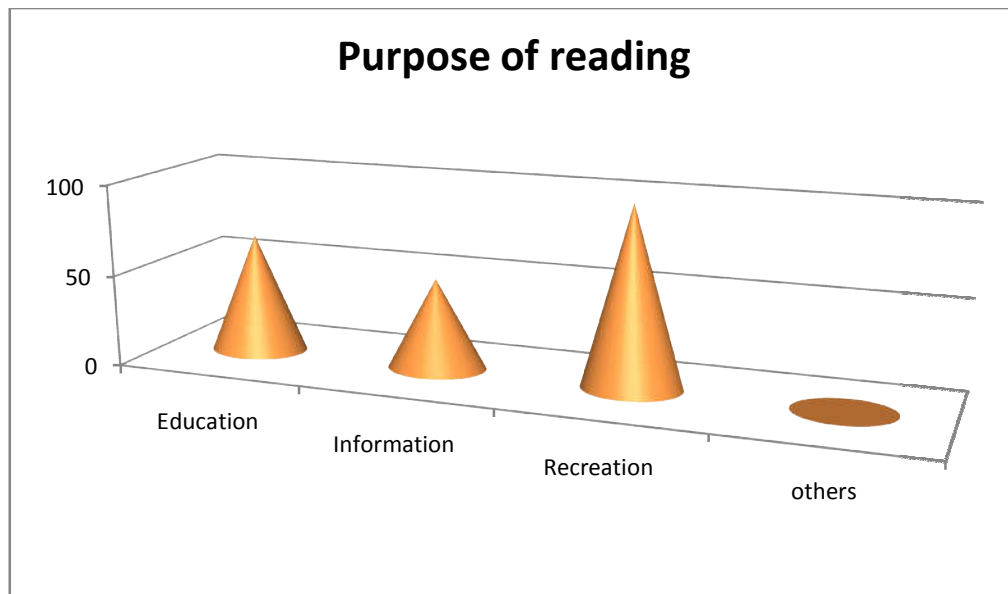 Purpose of reading
100
50
0
Education
Information
Recreation
others